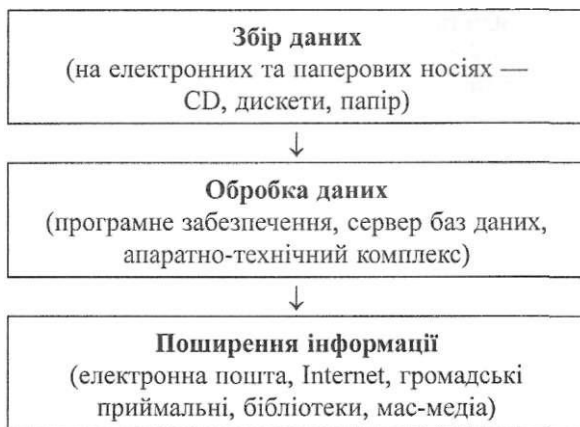 Збір даних
(на електронних та паперових носіях —
CD, дискети, папір)
↓
Обробка даних
(програмне забезпечення, сервер баз даних,
апаратно-технічний комплекс)
↓
Поширення інформації
(електронна пошта, Internet, громадські
приймальні, бібліотеки, мас-медіа)